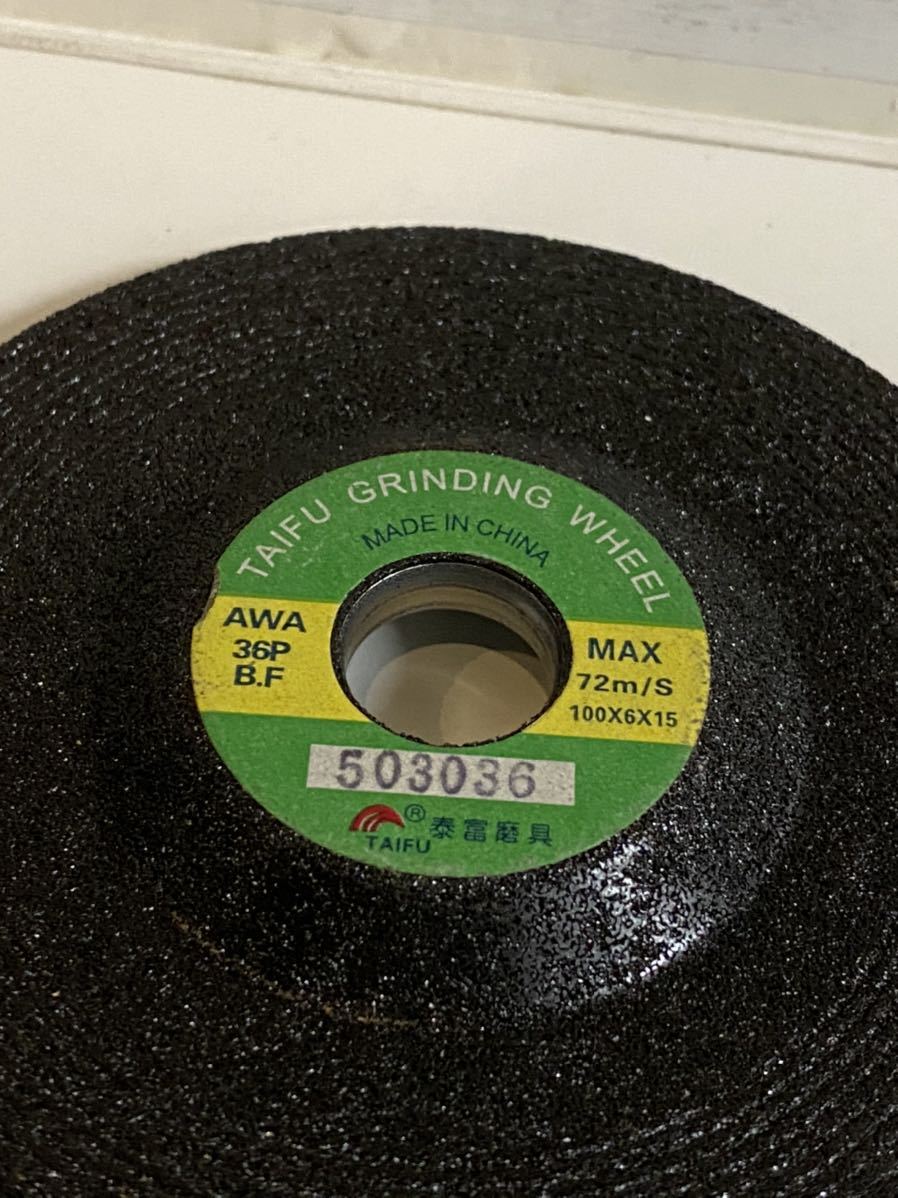 TAIFU GRINDING WHEEL
MADE IN CHINA
AWA
36P
B.F
MAX
72m/S
100X6X15
503036
® 泰富磨具
TAIFU